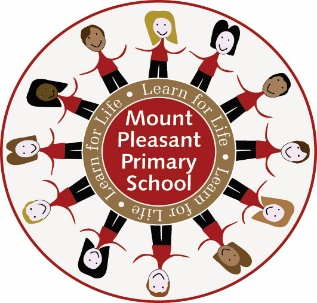 Mount
Pleasant
Primary
School
Learn for Life • Learn for Life • Learn for Life • Learn for Life •